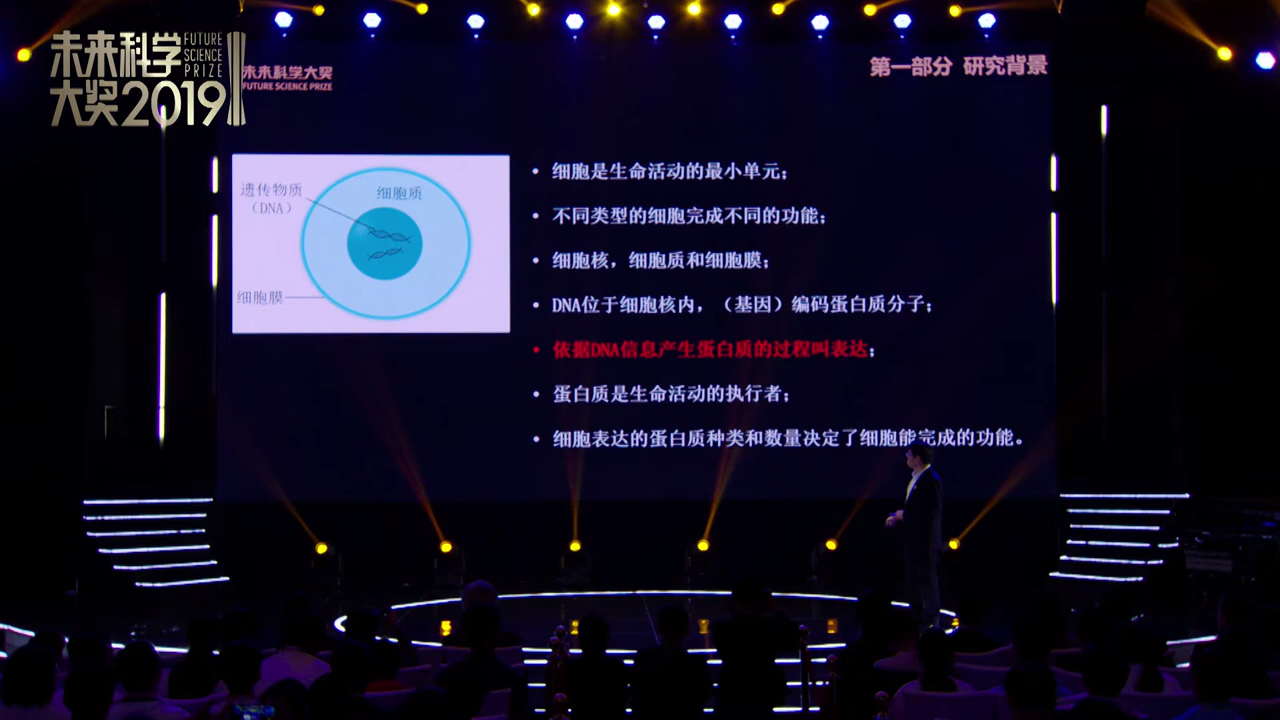 未来科学
FUTURE
SCIENCE
PRIZE
大奖2019
未来科学大奖
FUTURE SCIENCE PRIZE
第一部分 研究背景
遗传物质
（DNA）
细胞质
细胞膜
• 细胞是生命活动的最小单元；
• 不同类型的细胞完成不同的功能；
• 细胞核，细胞质和细胞膜；
• DNA位于细胞核内，（基因）编码蛋白质分子；
• 依据DNA信息产生蛋白质的过程叫表达；
• 蛋白质是生命活动的执行者；
• 细胞表达的蛋白质种类和数量决定了细胞能完成的功能。